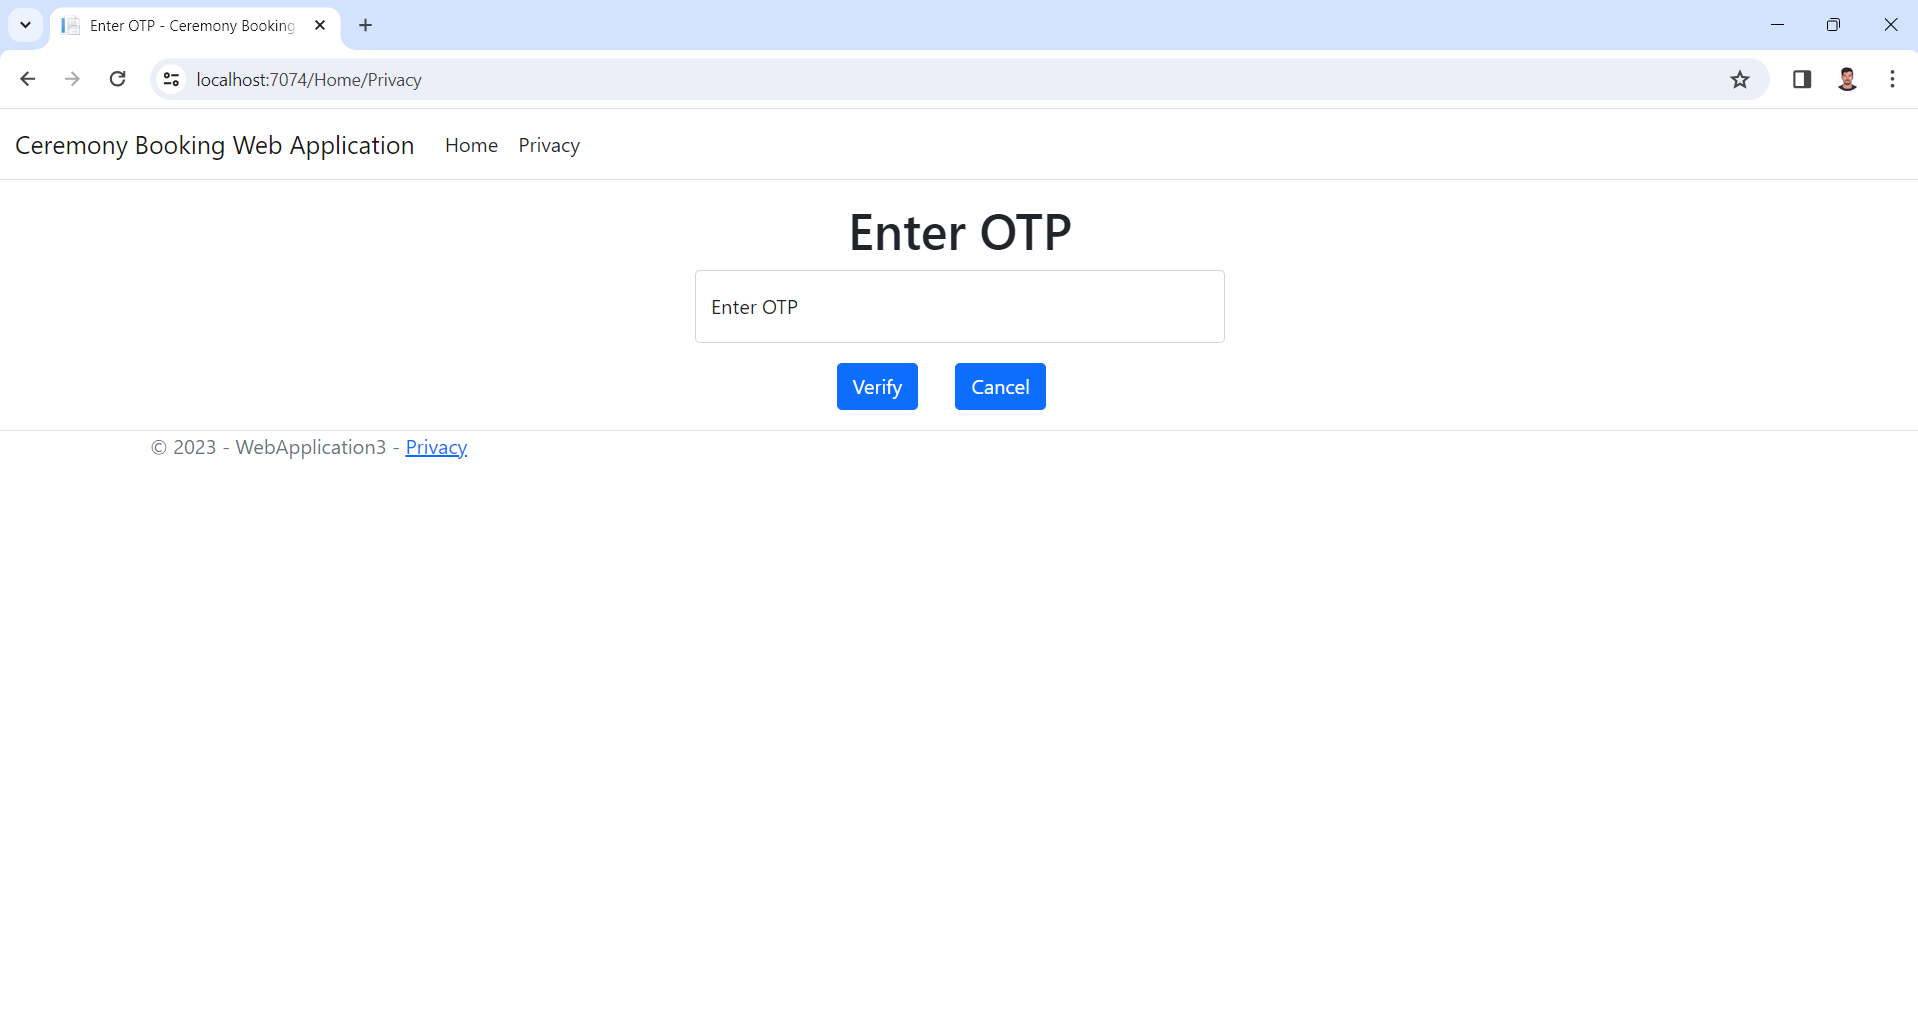 Enter OTP - Ceremony Booking
localhost:7074/Home/Privacy
Ceremony Booking Web Application Home Privacy
Enter OTP
Enter OTP
Verify Cancel
© 2023 - WebApplication3 - Privacy